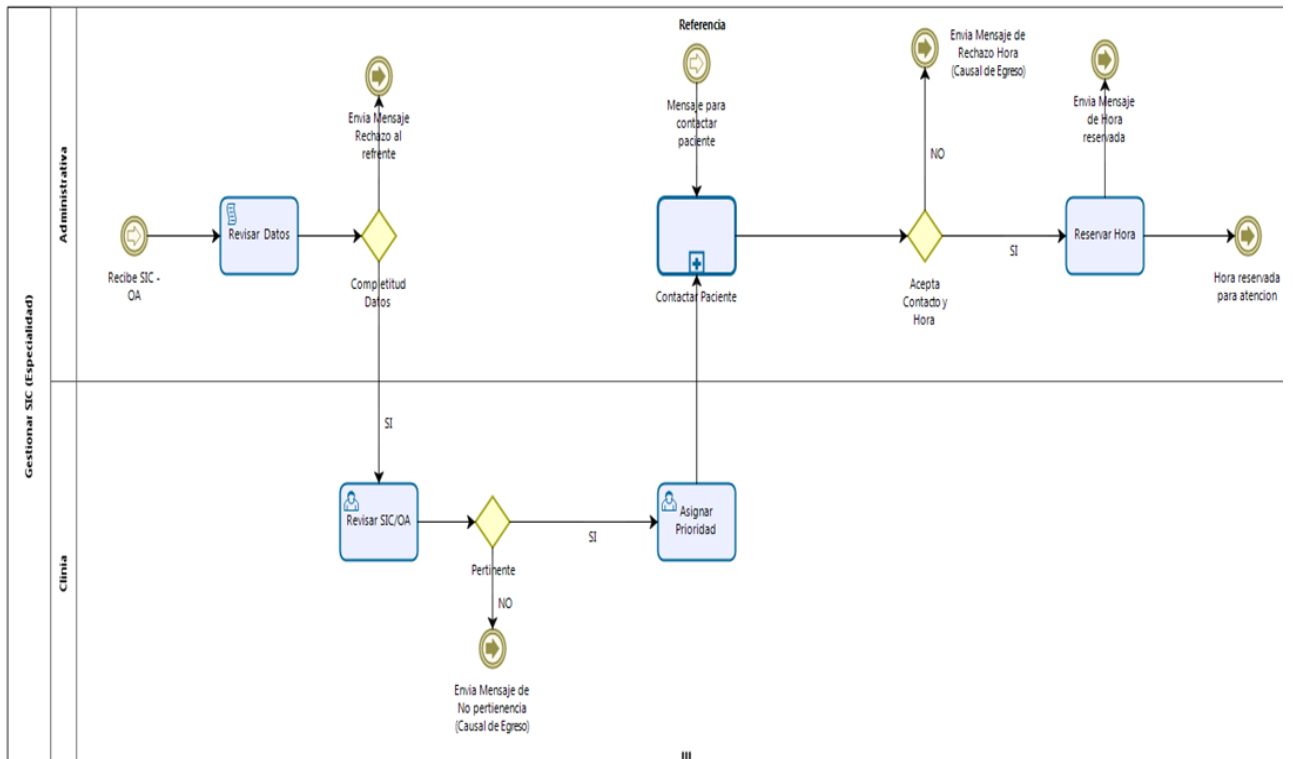 Gestionar SIC (Especialidad)
Administrativa
Recibe SIC -
OA
Revisar Datos
Envia Mensaje
Rechazo al
refrente
Completitud
Datos
SI
Referencia
Mensaje para
contactar
paciente
Contactar Paciente
Envia Mensaje de
Rechazo Hora
(Causal de Egreso)
NO
Acepta
Contacto y
Hora
SI
Envia Mensaje
de Hora
reservada
Reservar Hora
Hora reservada
para atencion
Clinia
Revisar SIC/OA
Pertinente
SI
NO
Envia Mensaje de
No pertienencia
(Causal de Egreso)
Asignar
Prioridad